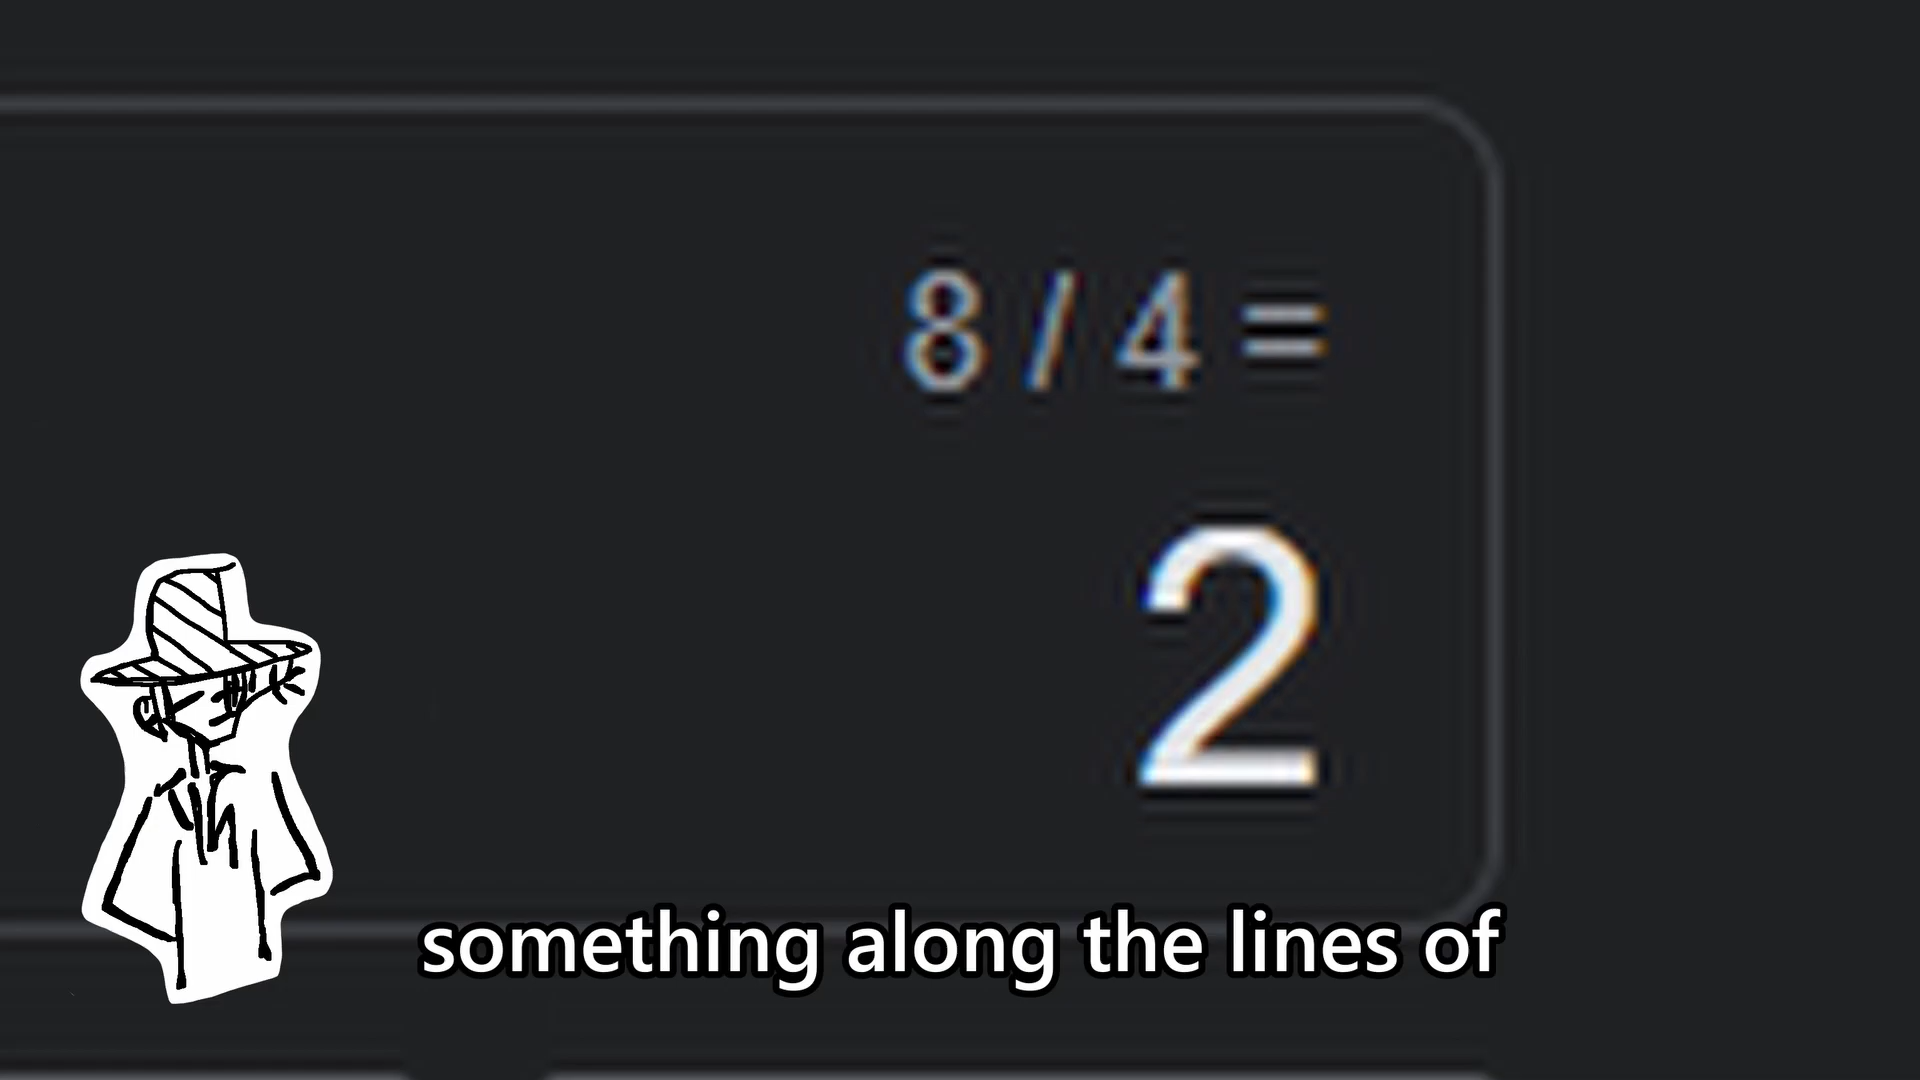 8 / 4 =
2
something along the lines of